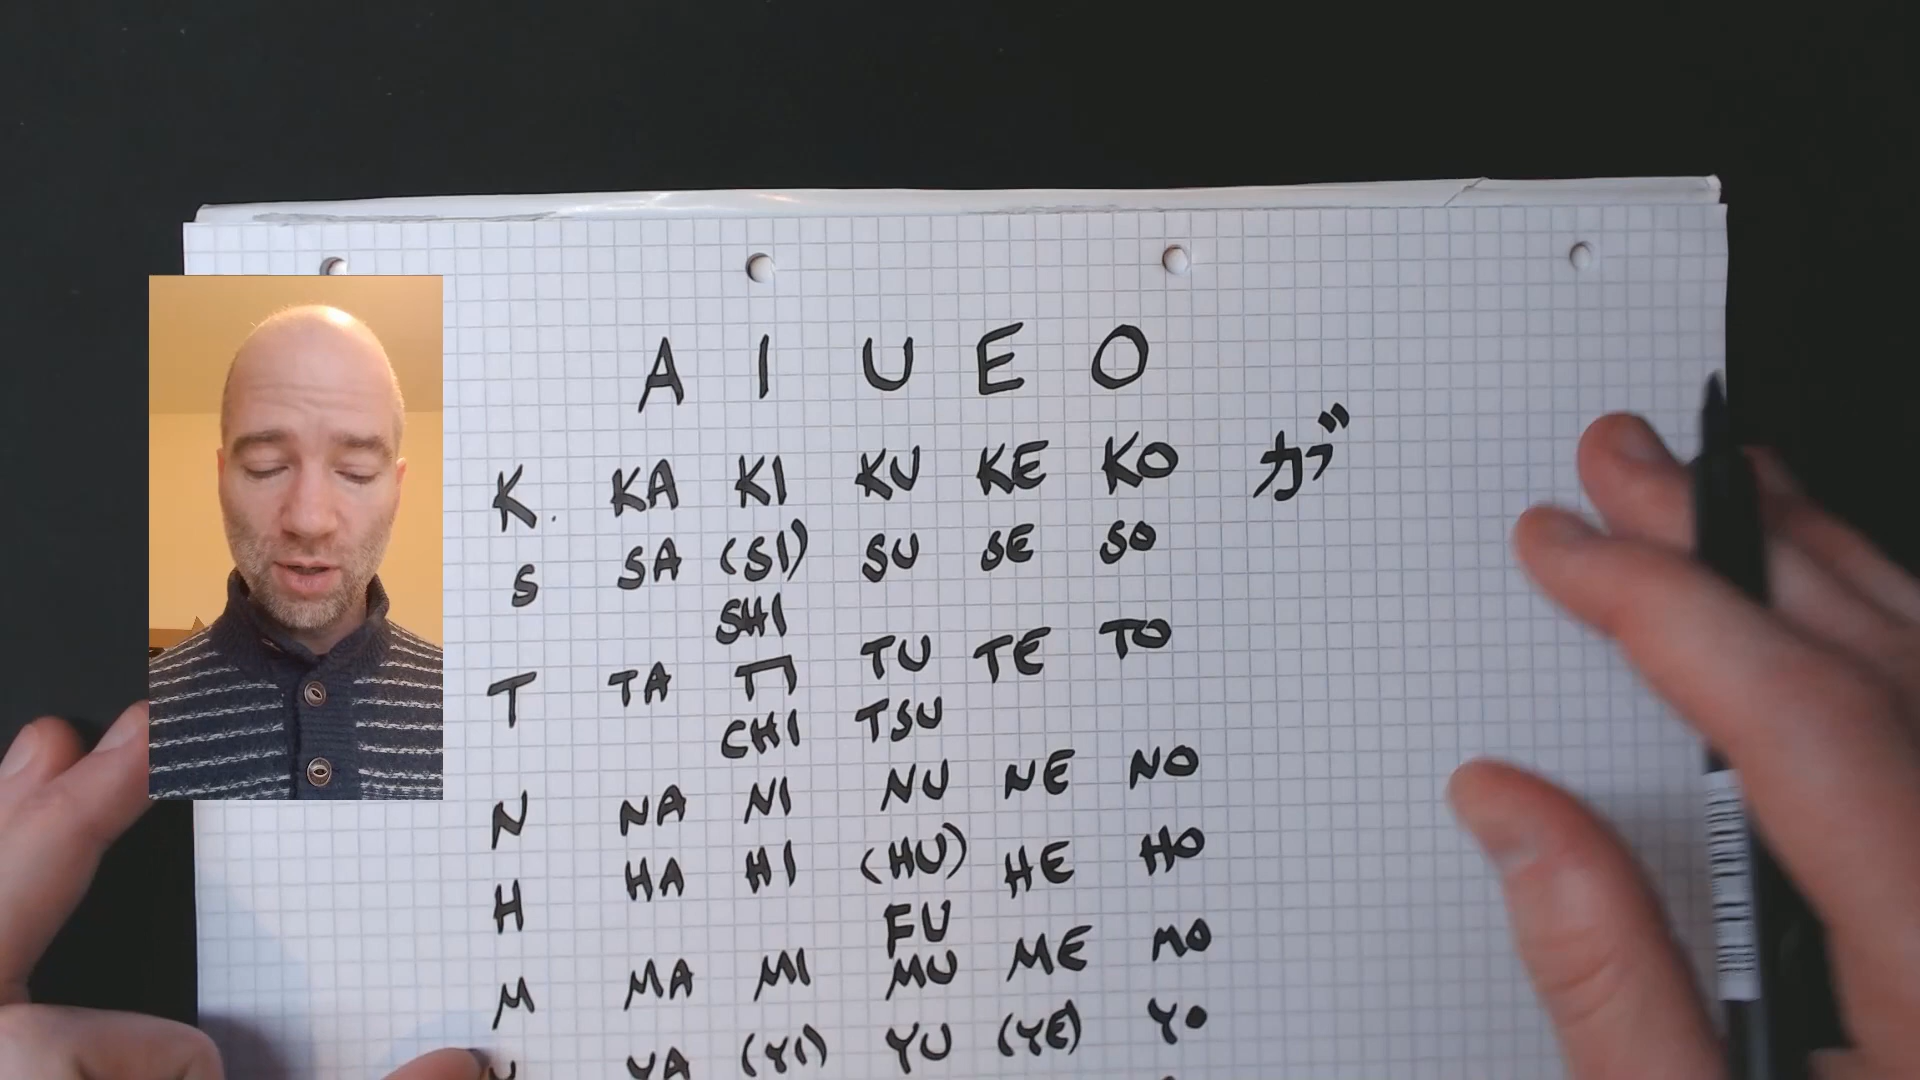 A I U E O
K. KA KI KU KE KO カ"
S SA (SI) SU SE SO
SHI
T TA TI TU TE TO
CHI TSU
N NA NI NU NE NO
H HA HI (HU) HE HO
FU
M MA MI MU ME MO
YA (YI) YU (YE) YO